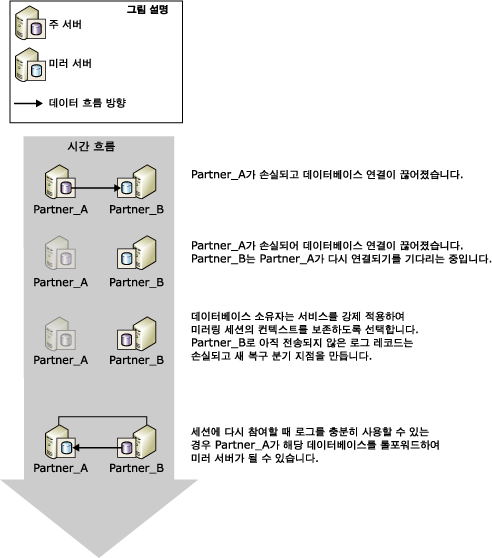 그림 설명
주 서버
미러 서버
데이터 흐름 방향
시간 흐름
Partner_A
Partner_B
Partner_A가 손실되고 데이터베이스 연결이 끊어졌습니다.
Partner_A
Partner_B
Partner_A가 손실되어 데이터베이스 연결이 끊어졌습니다.
Partner_B는 Partner_A가 다시 연결되기를 기다리는 중입니다.
Partner_A
Partner_B
데이터베이스 소유자는 서비스를 강제 적용하여
미러링 세션의 컨텍스트를 보존하도록 선택합니다.
Partner_B로 아직 전송되지 않은 로그 레코드는
손실되고 새 복구 분기 지점을 만듭니다.
Partner_A
Partner_B
세션에 다시 참여할 때 로그를 충분히 사용할 수 있는
경우 Partner_A가 해당 데이터베이스를 롤포워드하여
미러 서버가 될 수 있습니다.